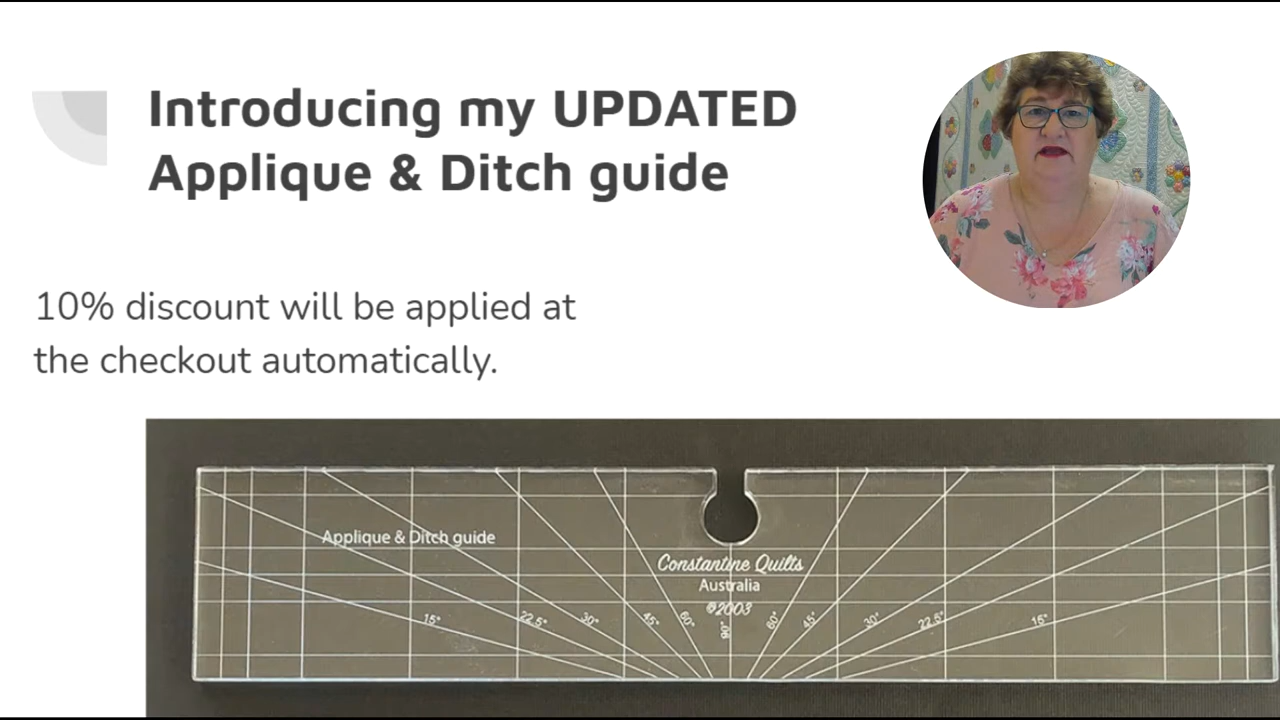 Introducing my UPDATED
Applique & Ditch guide
10% discount will be applied at
the checkout automatically.
Applique & Ditch guide
Constantine Quilts
Australia
©2003
15°
22.5°
30°
45°
60°
90°
60°
45°
30°
22.5°
15°